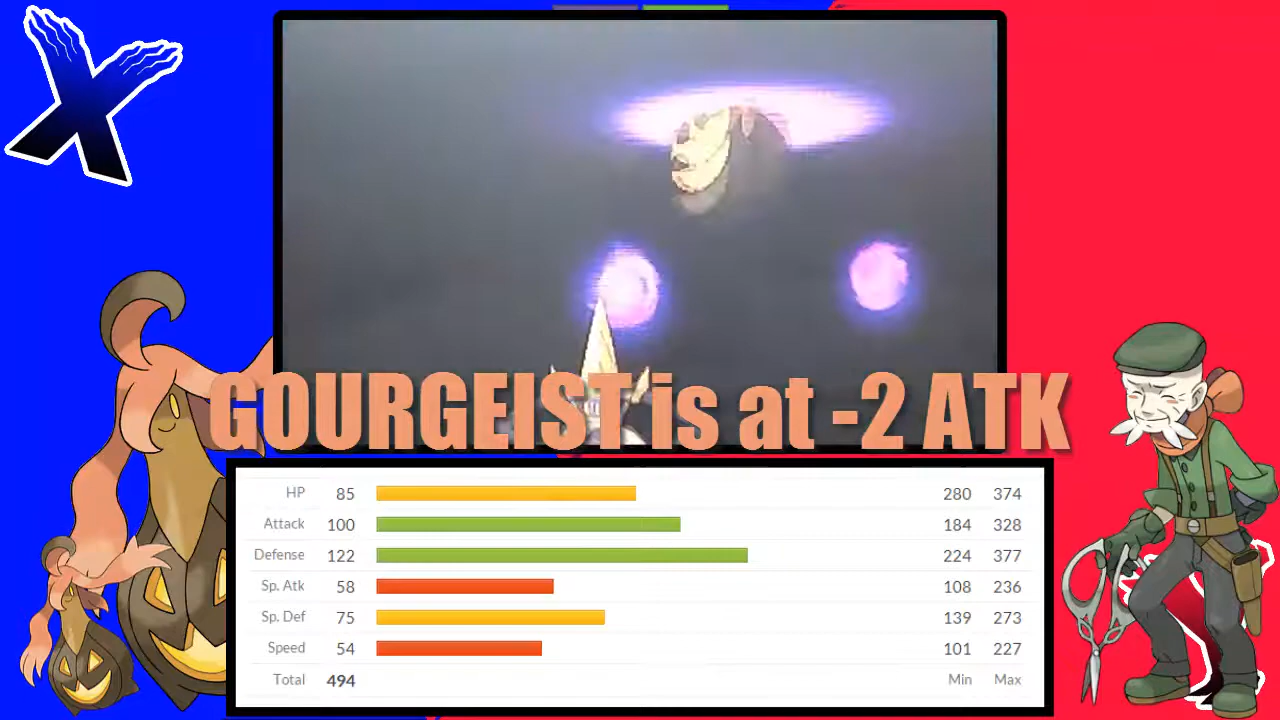 X
GOURGEIST is at -2 ATK
HP 85 280 374
Attack 100 184 328
Defense 122 224 377
Sp. Atk 58 108 236
Sp. Def 75 139 273
Speed 54 101 227
Total 494 Min Max